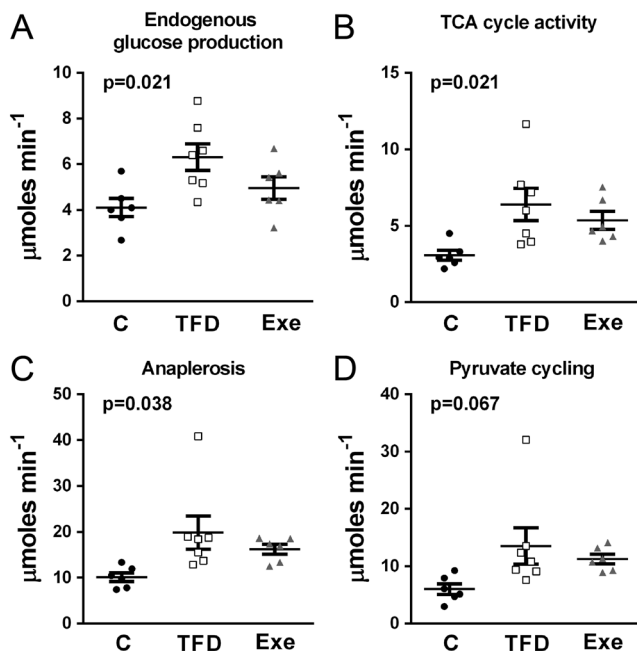 A
Endogenous
glucose production
p=0.021
μmoles min-1
10
8
6
4
2
0
C TFD Exe
B
TCA cycle activity
p=0.021
μmoles min-1
15
10
5
0
C TFD Exe
C
Anaplerosis
p=0.038
μmoles min-1
50
40
30
20
10
0
C TFD Exe
D
Pyruvate cycling
p=0.067
μmoles min-1
40
30
20
10
0
C TFD Exe